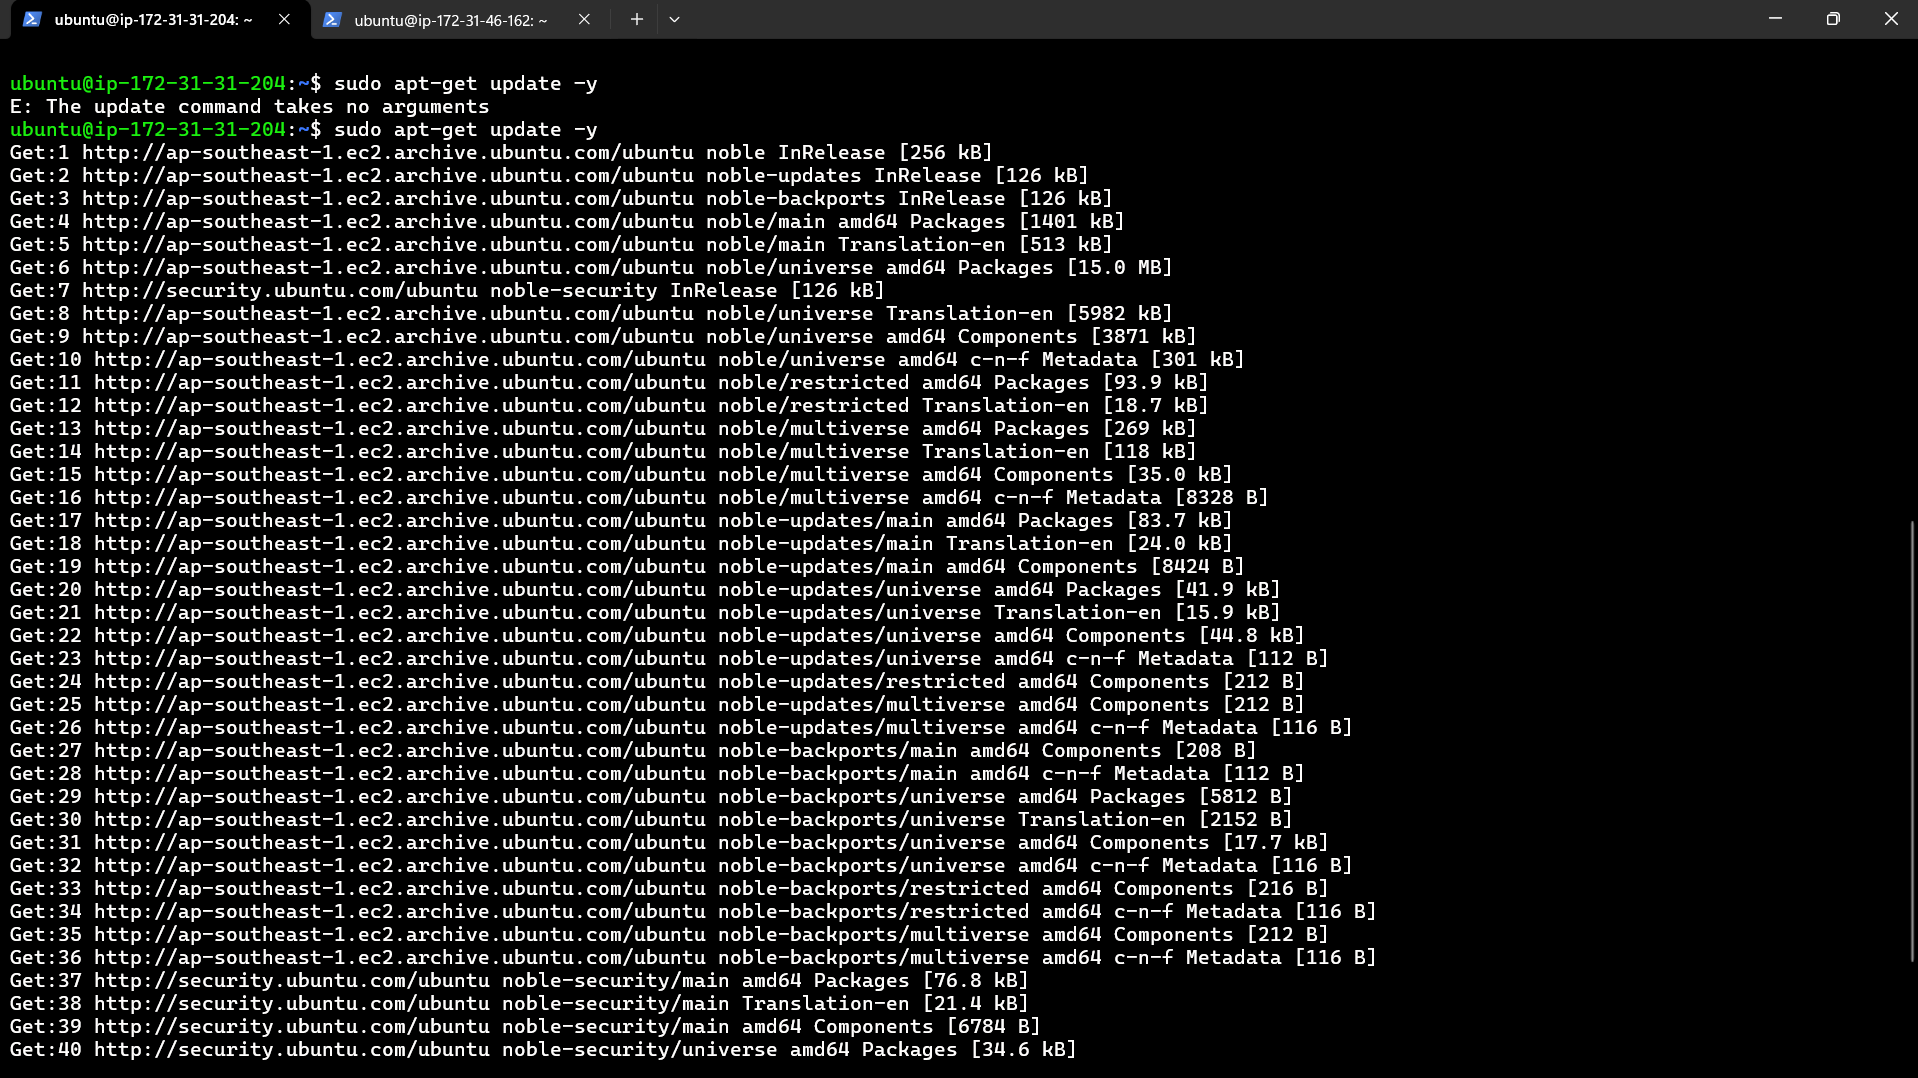 ubuntu@ip-172-31-31-204: ~
ubuntu@ip-172-31-46-162: ~
ubuntu@ip-172-31-31-204:~$ sudo apt-get update -y
E: The update command takes no arguments
ubuntu@ip-172-31-31-204:~$ sudo apt-get update -y
Get:1 http://ap-southeast-1.ec2.archive.ubuntu.com/ubuntu noble InRelease [256 kB]
Get:2 http://ap-southeast-1.ec2.archive.ubuntu.com/ubuntu noble-updates InRelease [126 kB]
Get:3 http://ap-southeast-1.ec2.archive.ubuntu.com/ubuntu noble-backports InRelease [126 kB]
Get:4 http://ap-southeast-1.ec2.archive.ubuntu.com/ubuntu noble/main amd64 Packages [1401 kB]
Get:5 http://ap-southeast-1.ec2.archive.ubuntu.com/ubuntu noble/main Translation-en [513 kB]
Get:6 http://ap-southeast-1.ec2.archive.ubuntu.com/ubuntu noble/universe amd64 Packages [15.0 MB]
Get:7 http://security.ubuntu.com/ubuntu noble-security InRelease [126 kB]
Get:8 http://ap-southeast-1.ec2.archive.ubuntu.com/ubuntu noble/universe Translation-en [5982 kB]
Get:9 http://ap-southeast-1.ec2.archive.ubuntu.com/ubuntu noble/universe amd64 Components [3871 kB]
Get:10 http://ap-southeast-1.ec2.archive.ubuntu.com/ubuntu noble/universe amd64 c-n-f Metadata [301 kB]
Get:11 http://ap-southeast-1.ec2.archive.ubuntu.com/ubuntu noble/restricted amd64 Packages [93.9 kB]
Get:12 http://ap-southeast-1.ec2.archive.ubuntu.com/ubuntu noble/restricted Translation-en [18.7 kB]
Get:13 http://ap-southeast-1.ec2.archive.ubuntu.com/ubuntu noble/multiverse amd64 Packages [269 kB]
Get:14 http://ap-southeast-1.ec2.archive.ubuntu.com/ubuntu noble/multiverse Translation-en [118 kB]
Get:15 http://ap-southeast-1.ec2.archive.ubuntu.com/ubuntu noble/multiverse amd64 Components [35.0 kB]
Get:16 http://ap-southeast-1.ec2.archive.ubuntu.com/ubuntu noble/multiverse amd64 c-n-f Metadata [8328 B]
Get:17 http://ap-southeast-1.ec2.archive.ubuntu.com/ubuntu noble-updates/main amd64 Packages [83.7 kB]
Get:18 http://ap-southeast-1.ec2.archive.ubuntu.com/ubuntu noble-updates/main Translation-en [24.0 kB]
Get:19 http://ap-southeast-1.ec2.archive.ubuntu.com/ubuntu noble-updates/main amd64 Components [8424 B]
Get:20 http://ap-southeast-1.ec2.archive.ubuntu.com/ubuntu noble-updates/universe amd64 Packages [41.9 kB]
Get:21 http://ap-southeast-1.ec2.archive.ubuntu.com/ubuntu noble-updates/universe Translation-en [15.9 kB]
Get:22 http://ap-southeast-1.ec2.archive.ubuntu.com/ubuntu noble-updates/universe amd64 Components [44.8 kB]
Get:23 http://ap-southeast-1.ec2.archive.ubuntu.com/ubuntu noble-updates/universe amd64 c-n-f Metadata [112 B]
Get:24 http://ap-southeast-1.ec2.archive.ubuntu.com/ubuntu noble-updates/restricted amd64 Components [212 B]
Get:25 http://ap-southeast-1.ec2.archive.ubuntu.com/ubuntu noble-updates/multiverse amd64 Components [212 B]
Get:26 http://ap-southeast-1.ec2.archive.ubuntu.com/ubuntu noble-updates/multiverse amd64 c-n-f Metadata [116 B]
Get:27 http://ap-southeast-1.ec2.archive.ubuntu.com/ubuntu noble-backports/main amd64 Components [208 B]
Get:28 http://ap-southeast-1.ec2.archive.ubuntu.com/ubuntu noble-backports/main amd64 c-n-f Metadata [112 B]
Get:29 http://ap-southeast-1.ec2.archive.ubuntu.com/ubuntu noble-backports/universe amd64 Packages [5812 B]
Get:30 http://ap-southeast-1.ec2.archive.ubuntu.com/ubuntu noble-backports/universe Translation-en [2152 B]
Get:31 http://ap-southeast-1.ec2.archive.ubuntu.com/ubuntu noble-backports/universe amd64 Components [17.7 kB]
Get:32 http://ap-southeast-1.ec2.archive.ubuntu.com/ubuntu noble-backports/universe amd64 c-n-f Metadata [116 B]
Get:33 http://ap-southeast-1.ec2.archive.ubuntu.com/ubuntu noble-backports/restricted amd64 Components [216 B]
Get:34 http://ap-southeast-1.ec2.archive.ubuntu.com/ubuntu noble-backports/restricted amd64 c-n-f Metadata [116 B]
Get:35 http://ap-southeast-1.ec2.archive.ubuntu.com/ubuntu noble-backports/multiverse amd64 Components [212 B]
Get:36 http://ap-southeast-1.ec2.archive.ubuntu.com/ubuntu noble-backports/multiverse amd64 c-n-f Metadata [116 B]
Get:37 http://security.ubuntu.com/ubuntu noble-security/main amd64 Packages [76.8 kB]
Get:38 http://security.ubuntu.com/ubuntu noble-security/main Translation-en [21.4 kB]
Get:39 http://security.ubuntu.com/ubuntu noble-security/main amd64 Components [6784 B]
Get:40 http://security.ubuntu.com/ubuntu noble-security/universe amd64 Packages [34.6 kB]